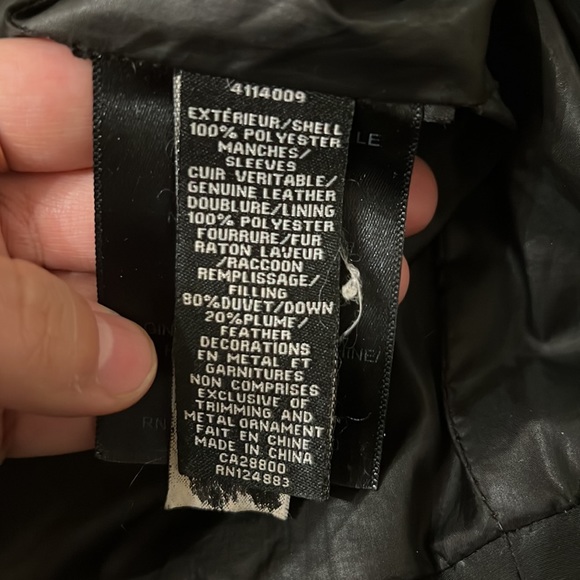 4114009
EXTÉRIEUR/SHELL
100% POLYESTER
MANCHES/
SLEEVES
CUIR VERITABLE/
GENUINE LEATHER
DOUBLURE/LINING
100% POLYESTER
FOURRURE/FUR
RATON LAVEUR
/RACCOON
REMPLISSAGE/
FILLING
80%DUVET/DOWN
20%PLUME/
FEATHER
DECORATIONS
EN METAL ET
GARNITURES
NON COMPRISES
EXCLUSIVE OF
TRIMMING AND
METAL ORNAMENT
FAIT EN CHINE
MADE IN CHINA
CA28800
RN124883
LE
RN